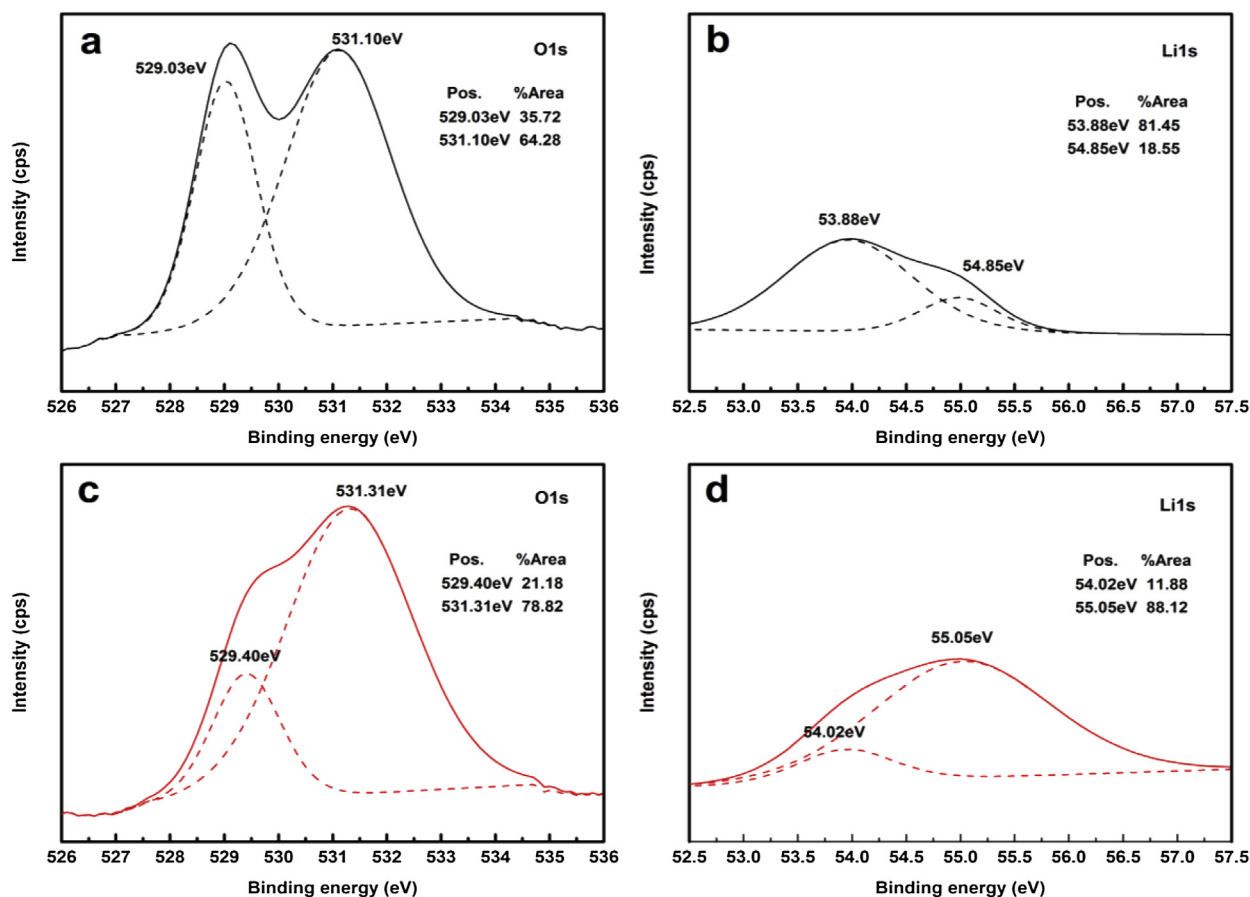 a
O1s
529.03eV
531.10eV
Pos. %Area
529.03eV 35.72
531.10eV 64.28
Intensity (cps)
526 527 528 529 530 531 532 533 534 535 536
Binding energy (eV)
b
Li1s
Pos. %Area
53.88eV 81.45
54.85eV 18.55
53.88eV
54.85eV
Intensity (cps)
52.5 53.0 53.5 54.0 54.5 55.0 55.5 56.0 56.5 57.0 57.5
Binding energy (eV)
c
531.31eV
O1s
Pos. %Area
529.40eV 21.18
531.31eV 78.82
529.40eV
Intensity (cps)
526 527 528 529 530 531 532 533 534 535 536
Binding energy (eV)
d
Li1s
Pos. %Area
54.02eV 11.88
55.05eV 88.12
55.05eV
54.02eV
Intensity (cps)
52.5 53.0 53.5 54.0 54.5 55.0 55.5 56.0 56.5 57.0 57.5
Binding energy (eV)